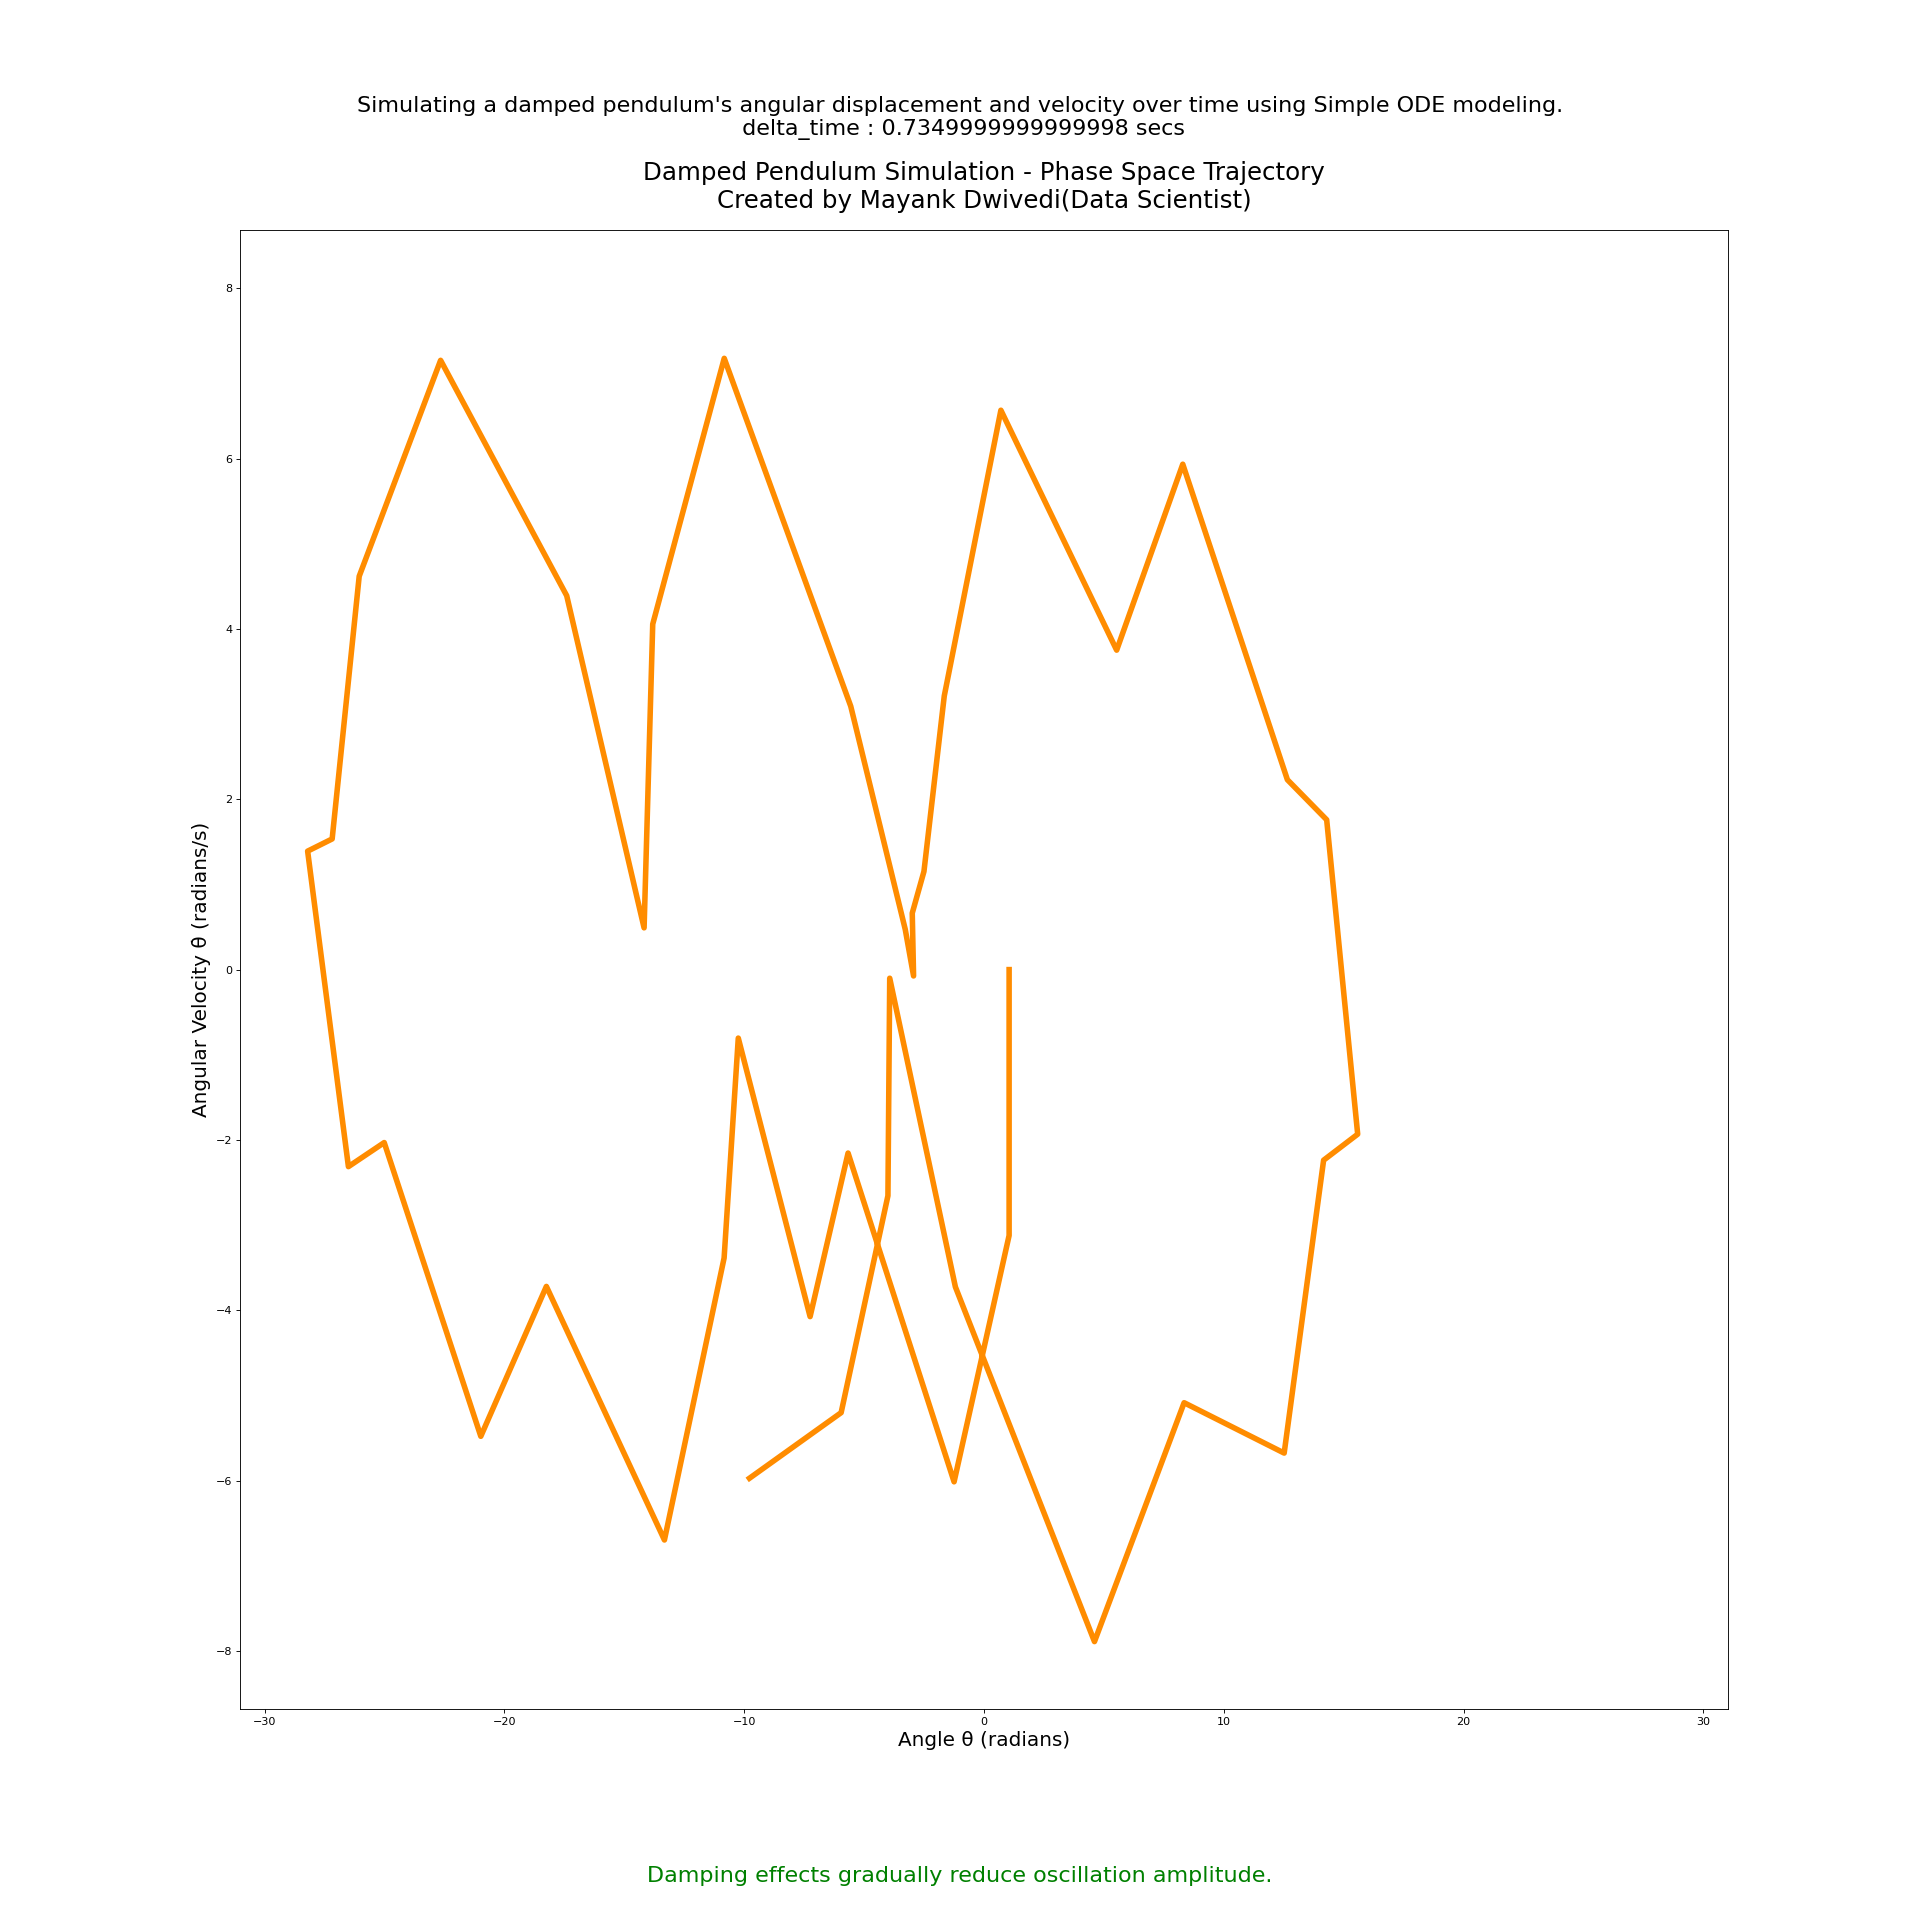 Simulating a damped pendulum's angular displacement and velocity over time using Simple ODE modeling.
delta_time : 0.7349999999999998 secs
Damped Pendulum Simulation - Phase Space Trajectory
Created by Mayank Dwivedi(Data Scientist)
8
6
4
2
0
−2
−4
−6
−8
Angular Velocity θ (radians/s)
−30
−20
−10
0
10
20
30
Angle θ (radians)
Damping effects gradually reduce oscillation amplitude.